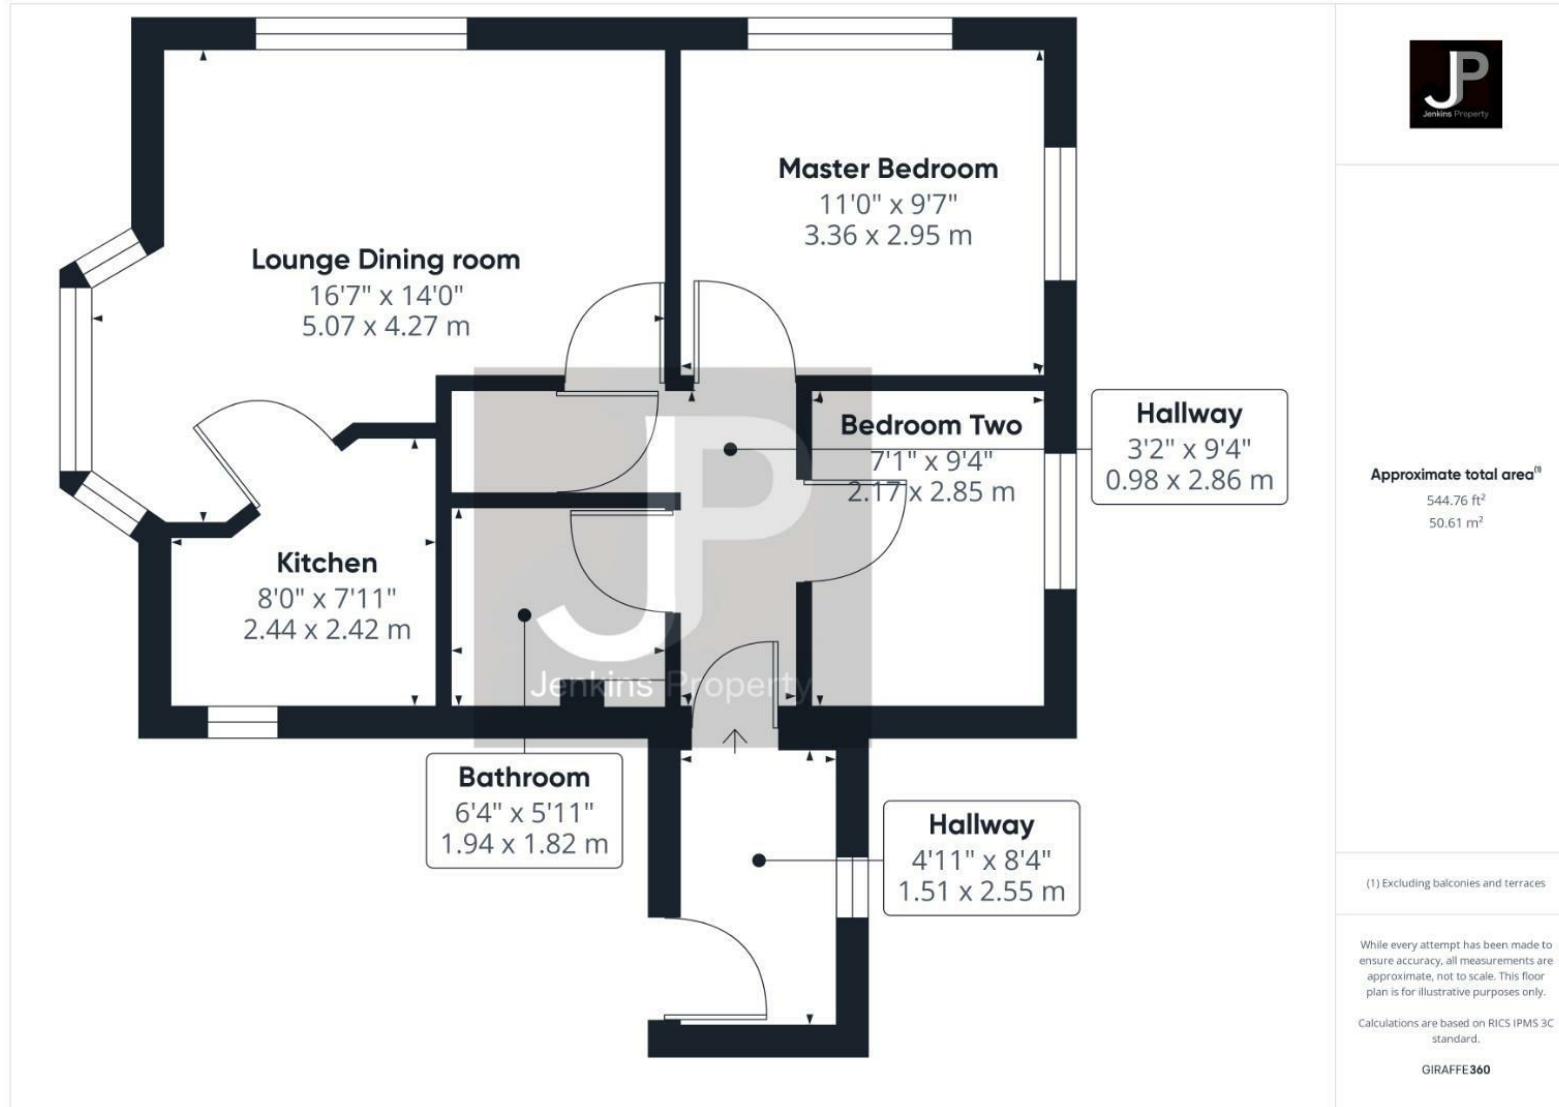 Lounge Dining room
16'7" x 14'0"
5.07 x 4.27 m
Master Bedroom
11'0" x 9'7"
3.36 x 2.95 m
Bedroom Two
7'1" x 9'4"
2.17 x 2.85 m
Hallway
3'2" x 9'4"
0.98 x 2.86 m
Kitchen
8'0" x 7'11"
2.44 x 2.42 m
JP
Jenkins Property
Bathroom
6'4" x 5'11"
1.94 x 1.82 m
Hallway
4'11" x 8'4"
1.51 x 2.55 m
JP
Jenkins Property
Approximate total area(1)
544.76 ft²
50.61 m²
(1) Excluding balconies and terraces
While every attempt has been made to
ensure accuracy, all measurements are
approximate, not to scale. This floor
plan is for illustrative purposes only.
Calculations are based on RICS IPMS 3C
standard.
GIRAFFE360